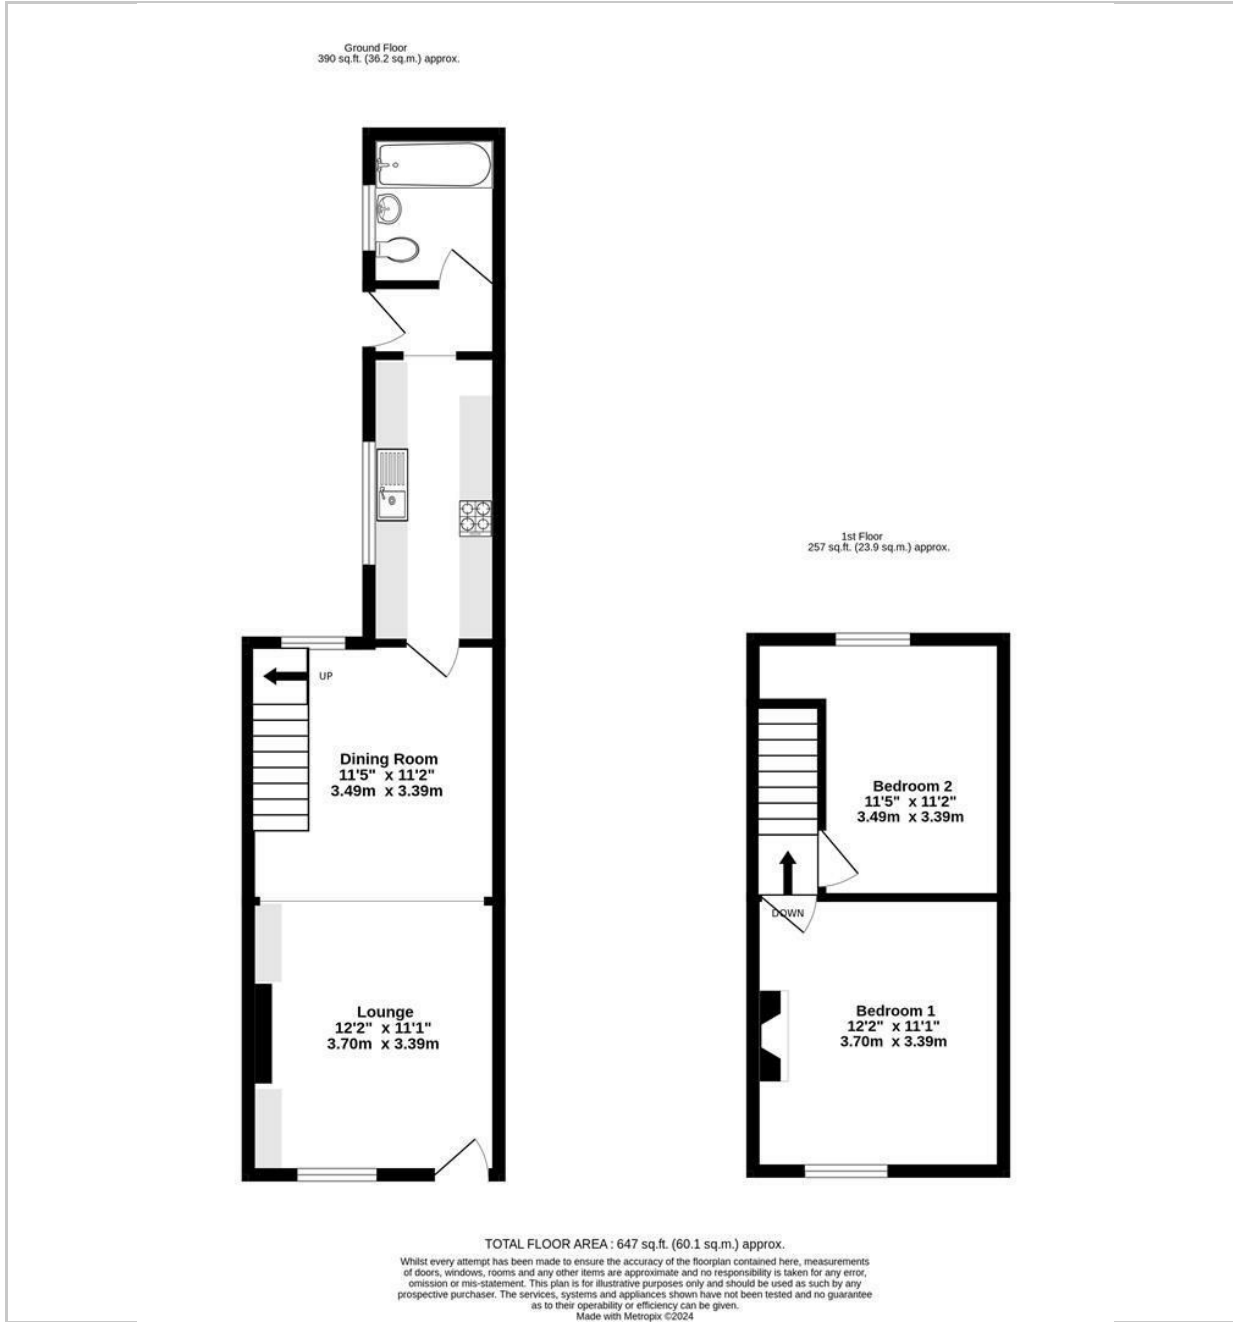 Ground Floor
390 sq.ft. (36.2 sq.m.) approx.
UP
Dining Room
11'5" x 11'2"
3.49m x 3.39m
Lounge
12'2" x 11'1"
3.70m x 3.39m
1st Floor
257 sq.ft. (23.9 sq.m.) approx.
Bedroom 2
11'5" x 11'2"
3.49m x 3.39m
DOWN
Bedroom 1
12'2" x 11'1"
3.70m x 3.39m
TOTAL FLOOR AREA : 647 sq.ft. (60.1 sq.m.) approx.
Whilst every attempt has been made to ensure the accuracy of the floorplan contained here, measurements
of doors, windows, rooms and any other items are approximate and no responsibility is taken for any error,
omission or mis-statement. This plan is for illustrative purposes only and should be used as such by any
prospective purchaser. The services, systems and appliances shown have not been tested and no guarantee
as to their operability or efficiency can be given.
Made with Metropix ©2024